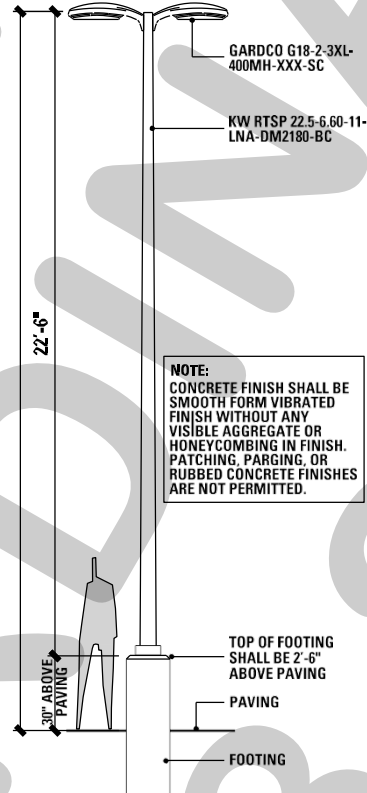 GARDCO G18-2-3XL-
400MH-XXX-SC
KW RTSP 22.5-6.60-11-
LNA-DM2180-BC
22'-6"
NOTE:
CONCRETE FINISH SHALL BE
SMOOTH FORM VIBRATED
FINISH WITHOUT ANY
VISIBLE AGGREGATE OR
HONEYCOMBING IN FINISH.
PATCHING, PARGING, OR
RUBBED CONCRETE FINISHES
ARE NOT PERMITTED.
30" ABOVE
PAVING
TOP OF FOOTING
SHALL BE 2'-6"
ABOVE PAVING
PAVING
FOOTING